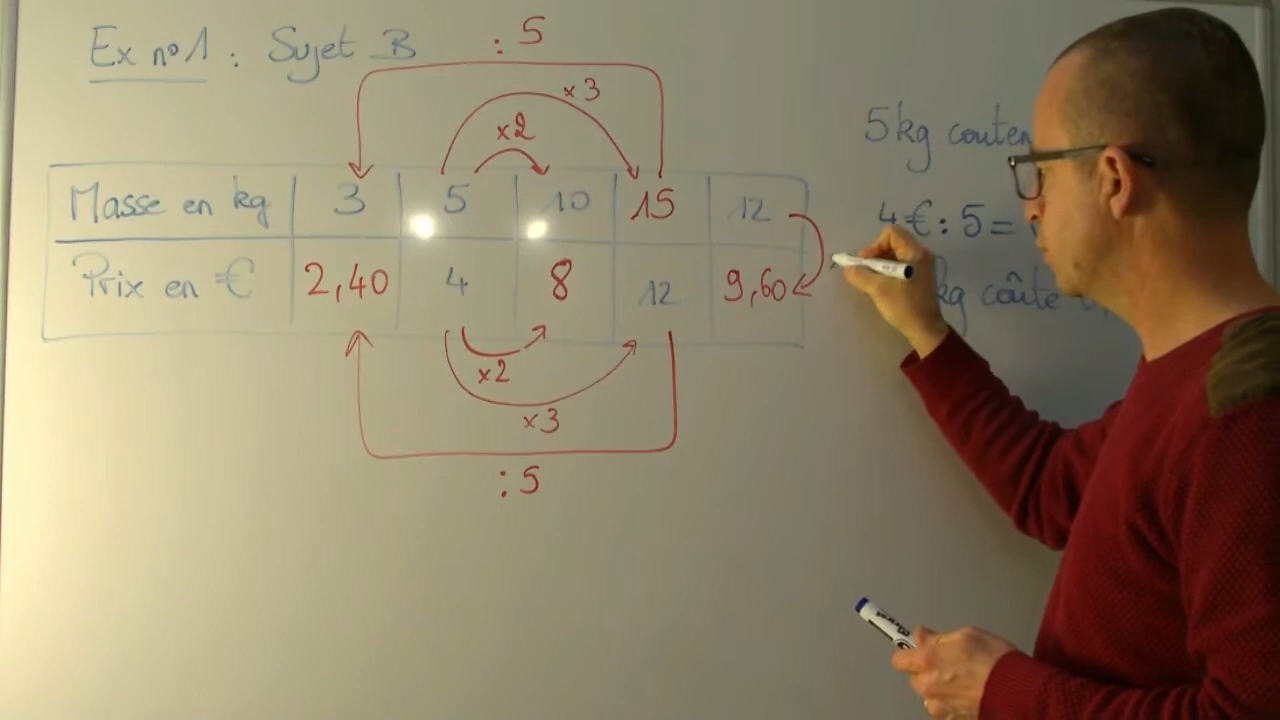 Ex n°1 : Sujet B
: 5
×3
×2
Masse en kg 3 5 10 15 12
Prix en € 2,40 4 8 12 9,60
×2
×3
: 5
5kg
4€ : 5 =
kg coûte